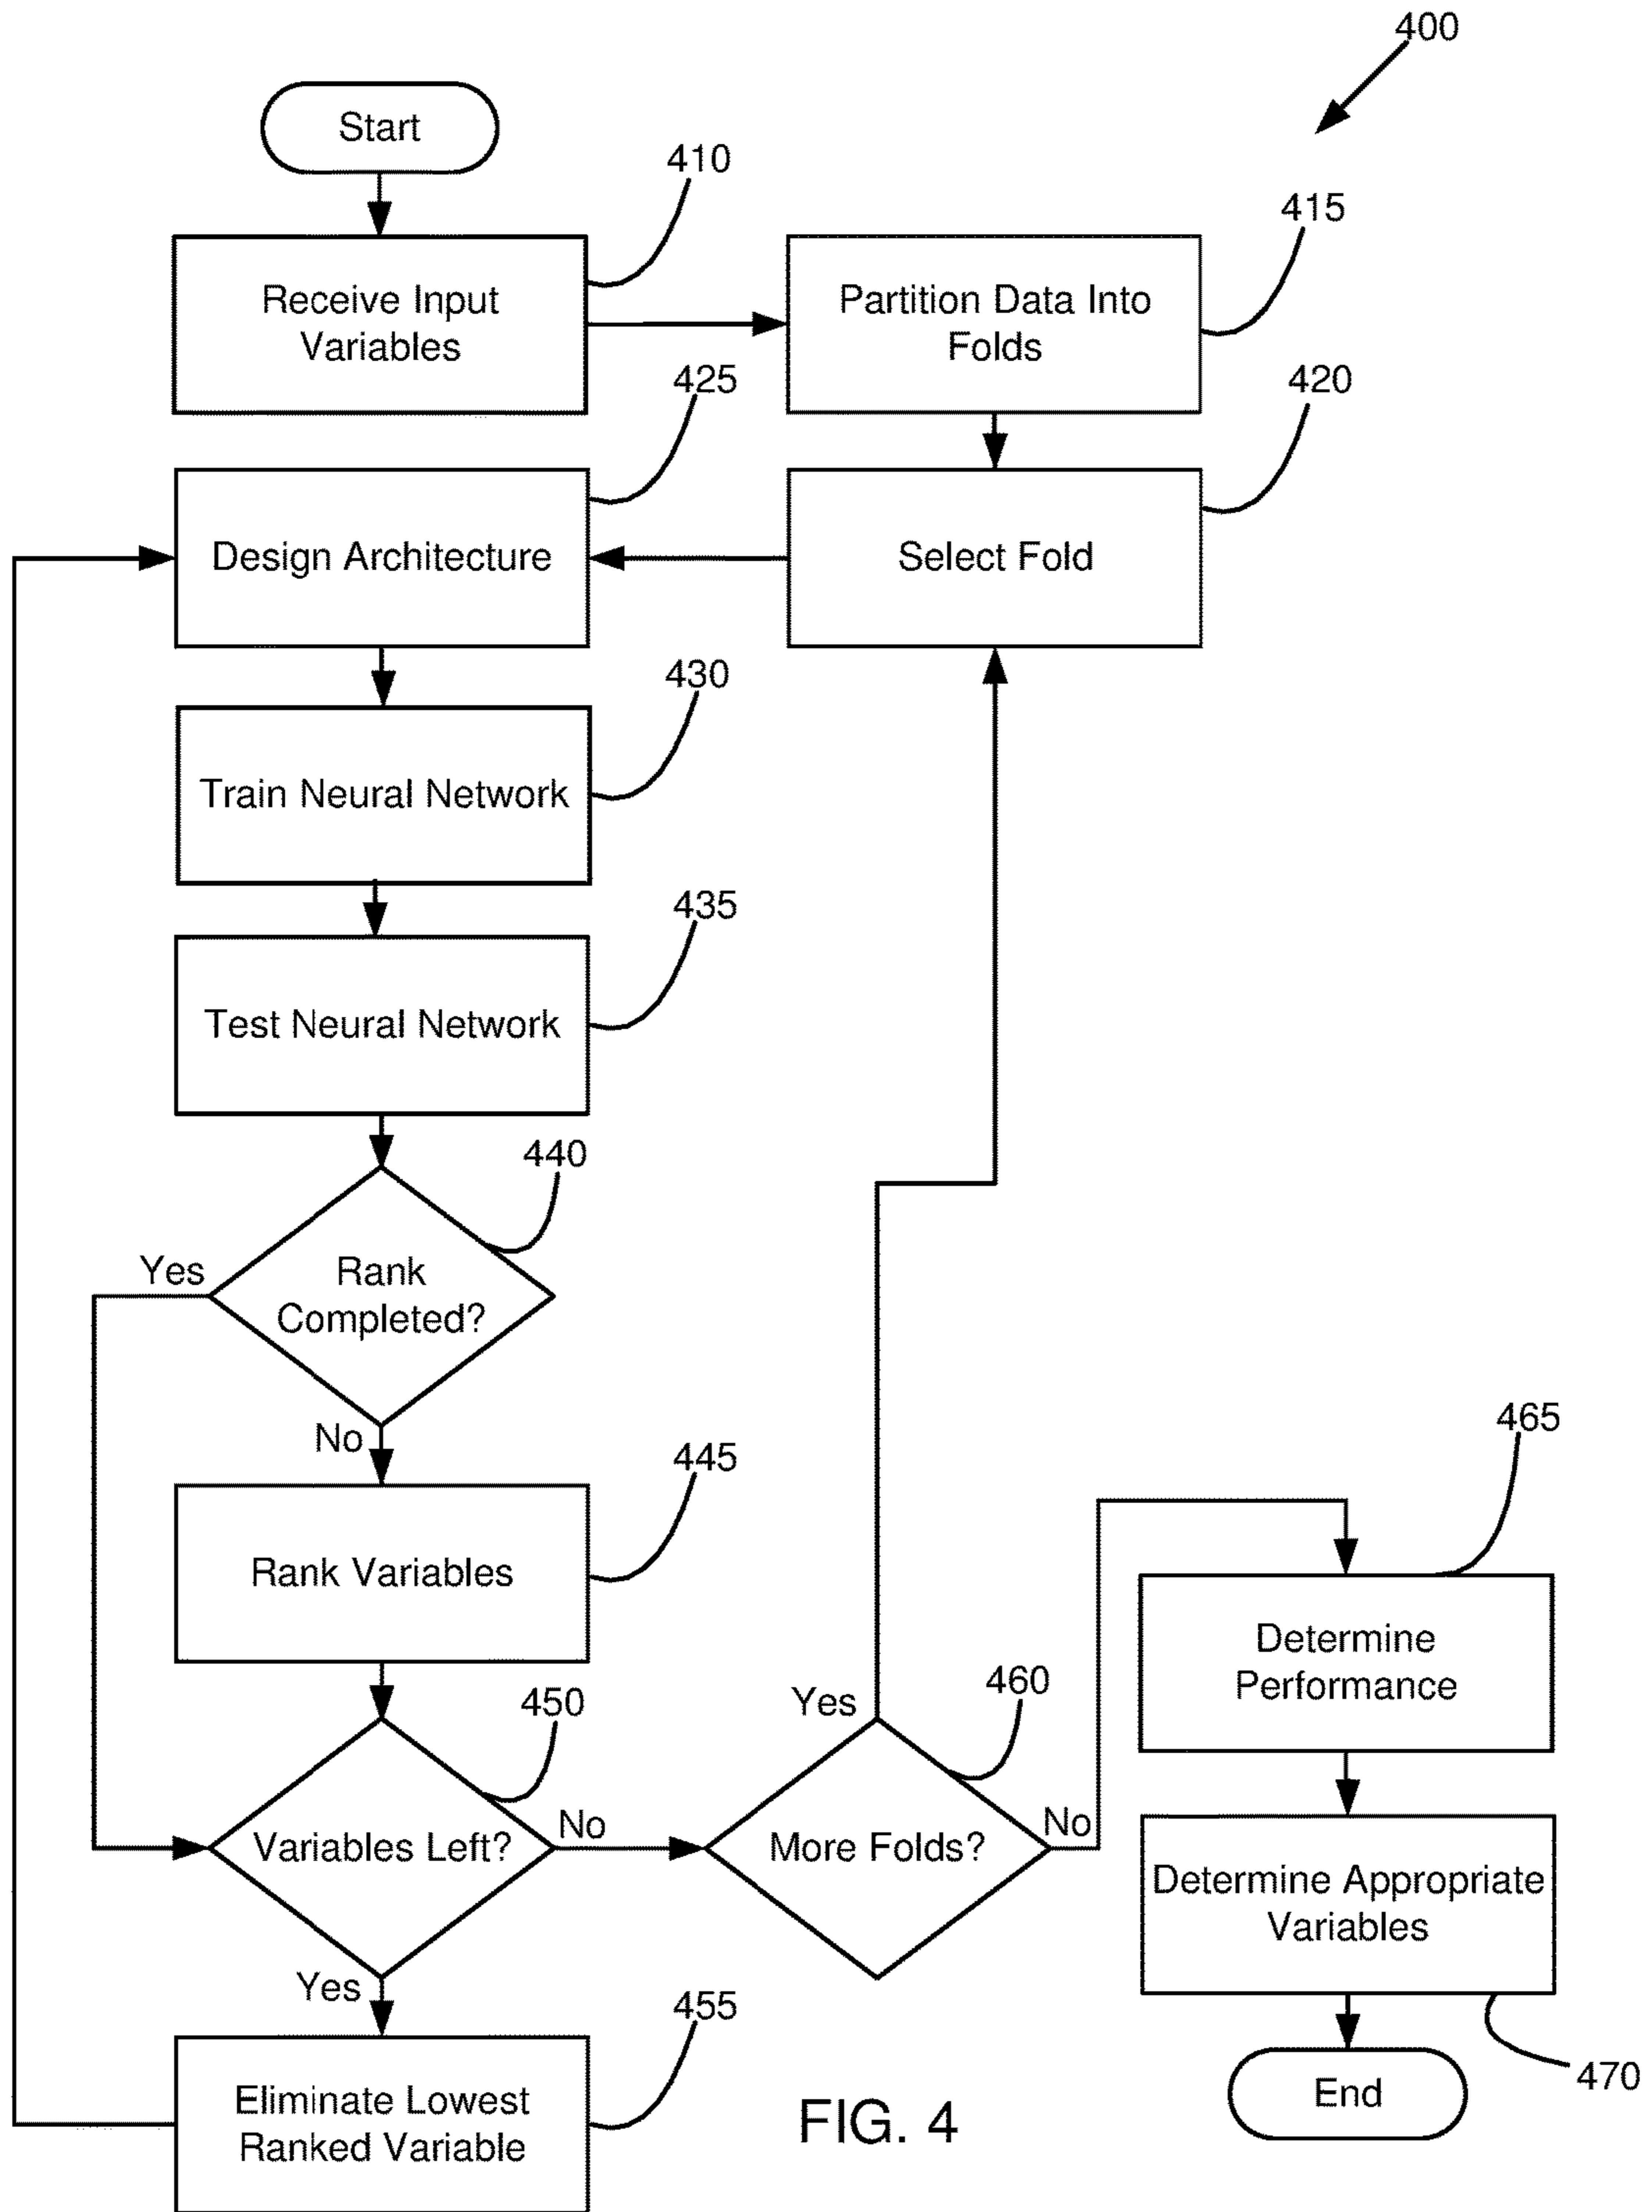 400
Start
410
Receive Input
Variables
415
Partition Data Into
Folds
425
Design Architecture
420
Select Fold
430
Train Neural Network
435
Test Neural Network
440
Rank
Completed?
Yes
No
445
Rank Variables
450
Variables Left?
No
Yes
455
Eliminate Lowest
Ranked Variable
460
More Folds?
Yes
No
465
Determine
Performance
Determine Appropriate
Variables
470
End
FIG. 4